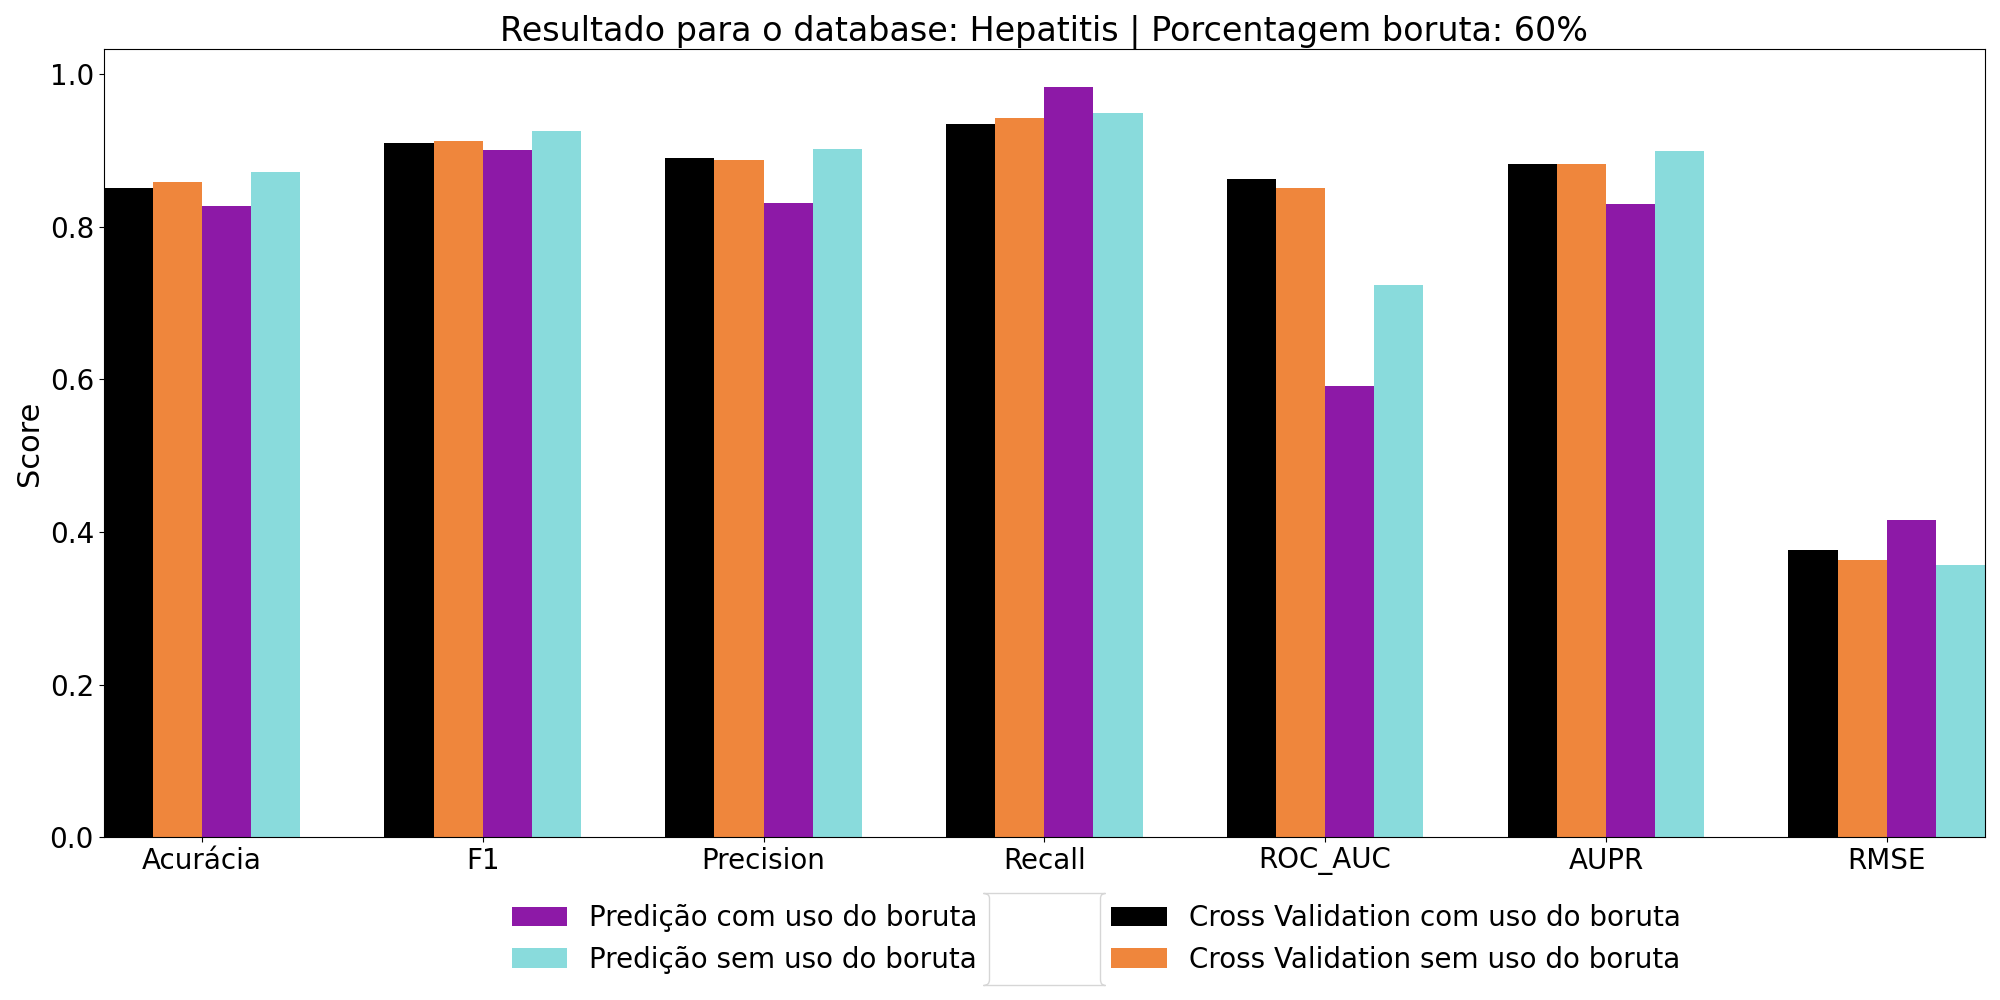 Resultado para o database: Hepatitis | Porcentagem boruta: 60%
1.0
0.8
0.6
0.4
0.2
0.0
Score
Acurácia F1 Precision Recall ROC_AUC AUPR RMSE
Predição com uso do boruta Cross Validation com uso do boruta
Predição sem uso do boruta Cross Validation sem uso do boruta